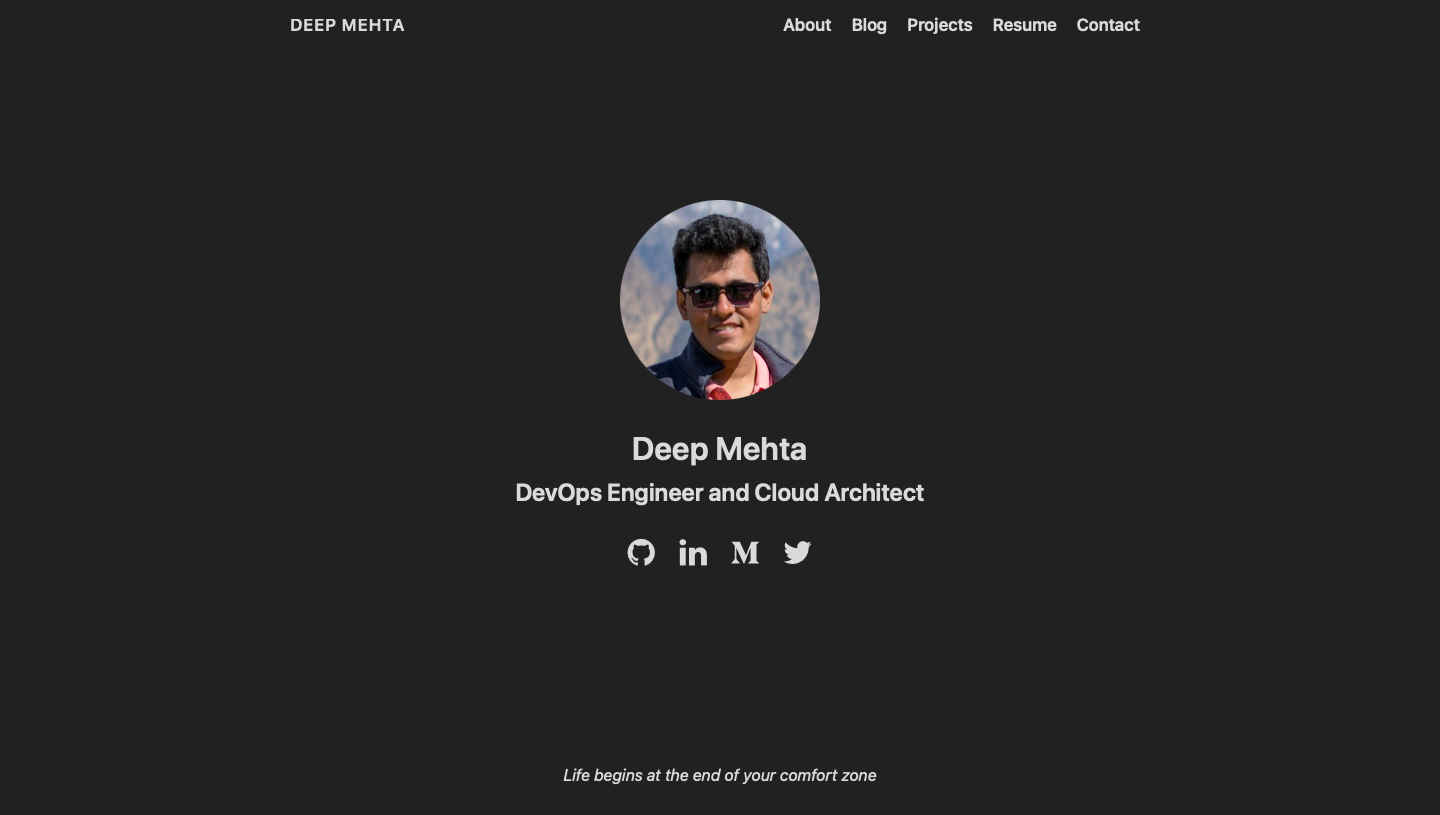 DEEP MEHTA
About Blog Projects Resume Contact
Deep Mehta
DevOps Engineer and Cloud Architect
Life begins at the end of your comfort zone